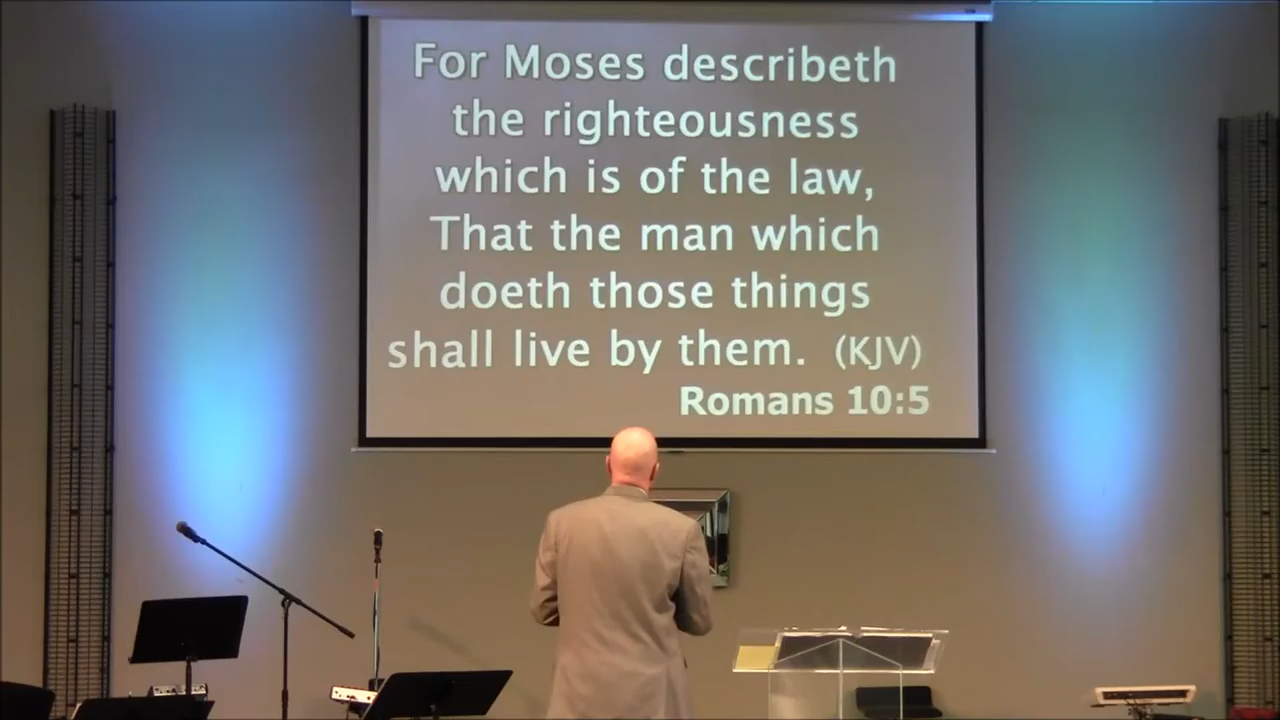 For Moses describeth
the righteousness
which is of the law,
That the man which
doeth those things
shall live by them. (KJV)
Romans 10:5